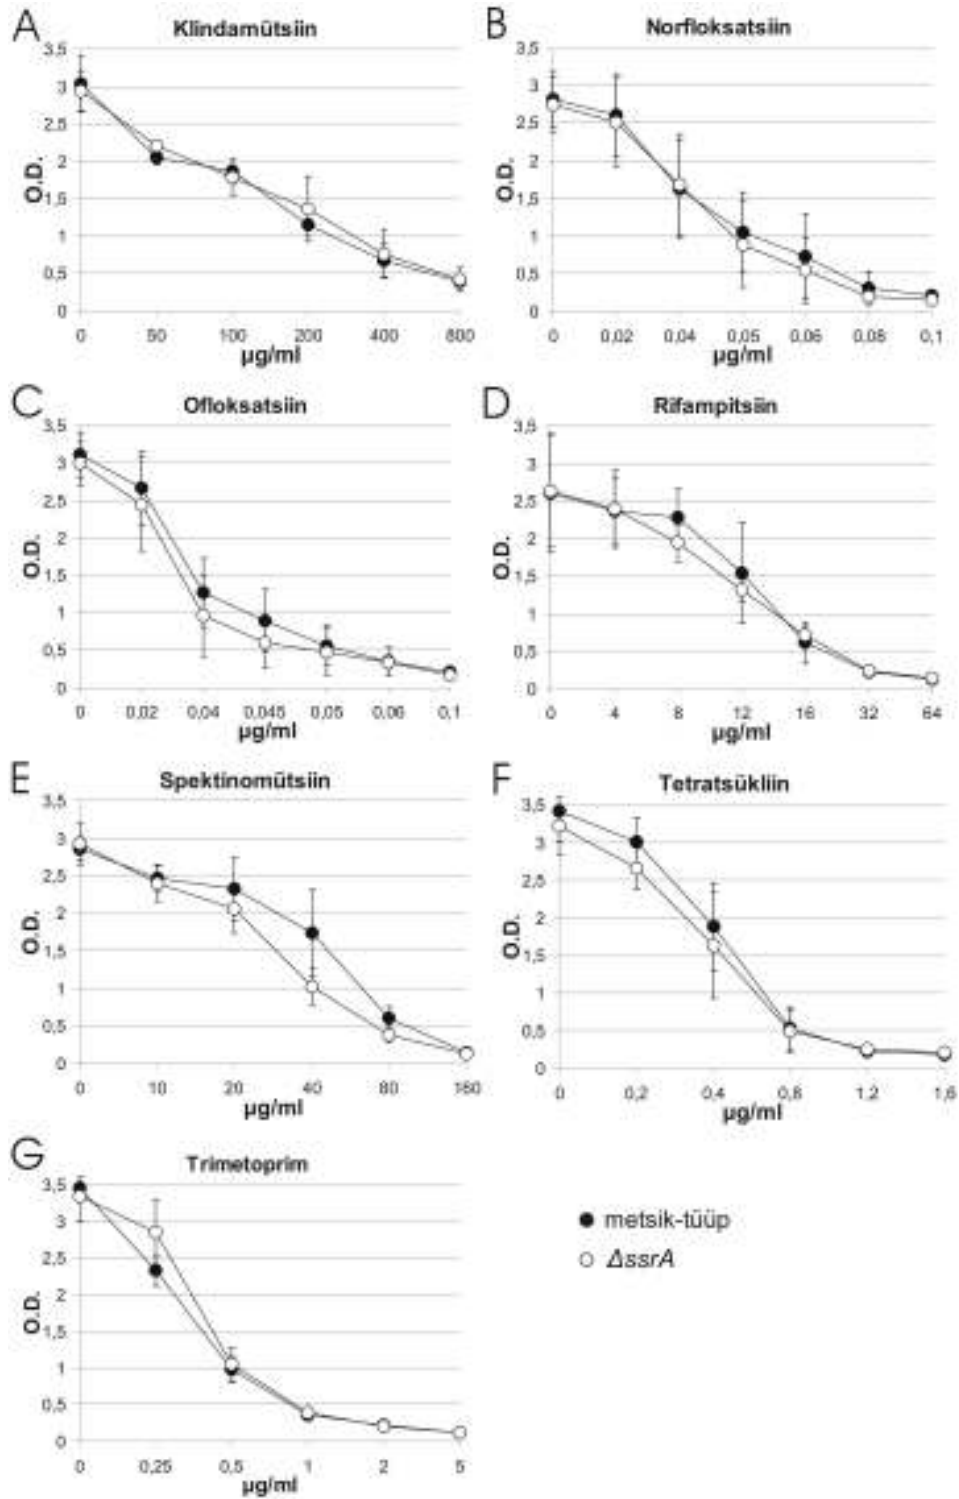 A
Klindamütsiin
3,5
3
2,5
2
1,5
1
0,5
0
O.D.
0 50 100 200 400 800
µg/ml
B
Norfloksatsiin
3,5
3
2,5
2
1,5
1
0,5
0
O.D.
0 0,02 0,04 0,05 0,06 0,08 0,1
µg/ml
C
Ofloksatsiin
3,5
3
2,5
2
1,5
1
0,5
0
O.D.
0 0,02 0,04 0,045 0,05 0,06 0,1
µg/ml
D
Rifampitsiin
3,5
3
2,5
2
1,5
1
0,5
0
O.D.
0 4 8 12 16 32 64
µg/ml
E
Spektinomütsiin
3,5
3
2,5
2
1,5
1
0,5
0
O.D.
0 10 20 40 80 160
µg/ml
F
Tetratsükliin
3,5
3
2,5
2
1,5
1
0,5
0
O.D.
0 0,2 0,4 0,8 1,2 1,6
µg/ml
G
Trimetoprim
3,5
3
2,5
2
1,5
1
0,5
0
O.D.
0 0,25 0,5 1 2 5
µg/ml
metsik-tüüp
ΔssrA